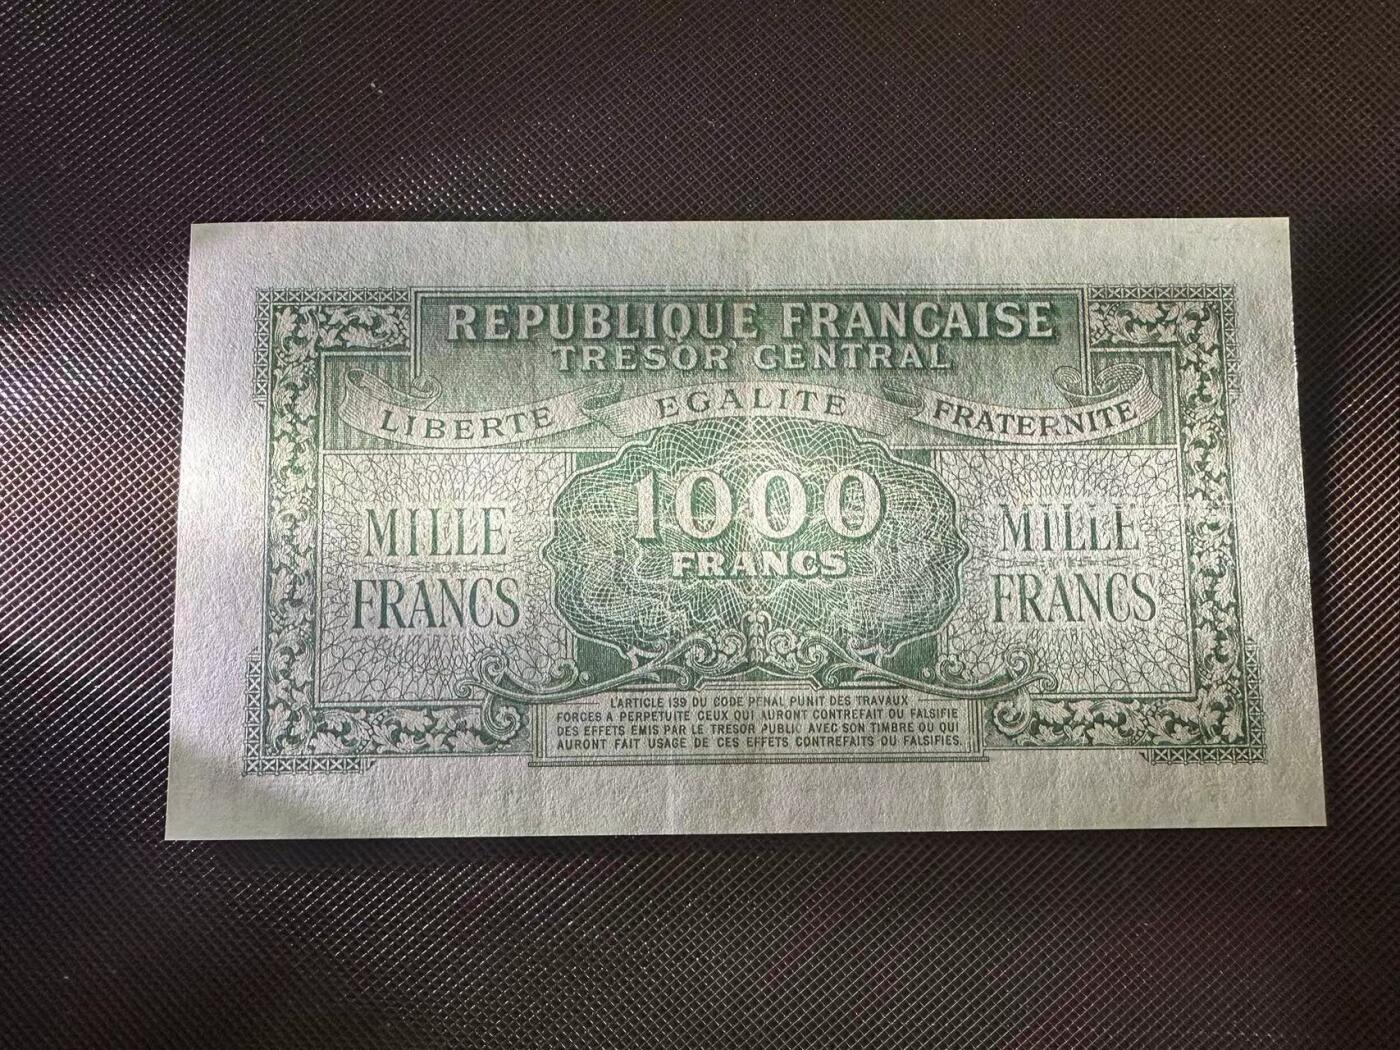 REPUBLIQUE FRANCAISE
TRESOR CENTRAL
LIBERTE EGALITE FRATERNITE
1000
FRANCS
MILLE
FRANCS
MILLE
FRANCS
L'ARTICLE 139 DU CODE PENAL PUNIT DES TRAVAUX
FORCES A PERPETUITE CEUX QUI AURONT CONTREFAIT OU FALSIFIE
DES EFFETS EMIS PAR LE TRESOR PUBLIC AVEC SON TIMBRE OU QUI
AURONT FAIT USAGE DE CES EFFETS CONTREFAITS OU FALSIFIES.